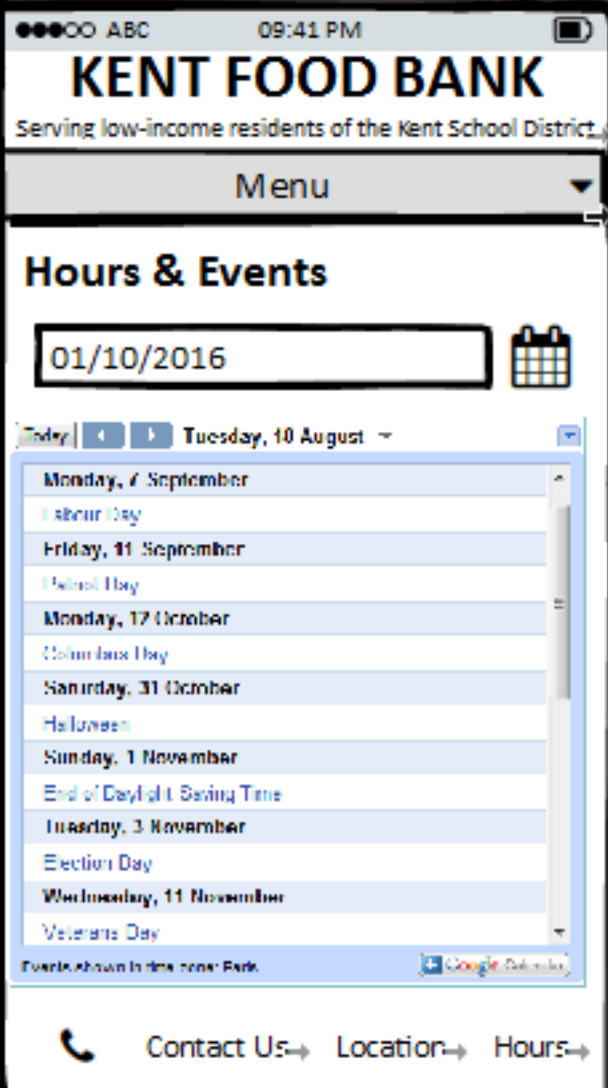 ABC 09:41 PM
KENT FOOD BANK
Serving low-income residents of the Kent School District
Menu
Hours & Events
01/10/2016
Today Tuesday, 18 August
Monday, 7 September
Labour Day
Friday, 11 September
Patriot Day
Monday, 12 October
Columbus Day
Saturday, 31 October
Halloween
Sunday, 1 November
End of Daylight Saving Time
Tuesday, 3 November
Election Day
Wednesday, 11 November
Veterans Day
Events shown in time zone: Paris
Google Calendar
Contact Us Location Hours